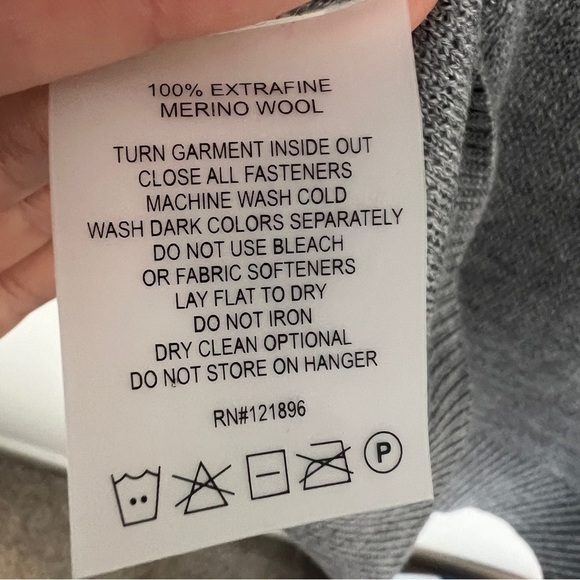 100% EXTRAFINE
MERINO WOOL
TURN GARMENT INSIDE OUT
CLOSE ALL FASTENERS
MACHINE WASH COLD
WASH DARK COLORS SEPARATELY
DO NOT USE BLEACH
OR FABRIC SOFTENERS
LAY FLAT TO DRY
DO NOT IRON
DRY CLEAN OPTIONAL
DO NOT STORE ON HANGER
RN#121896
P